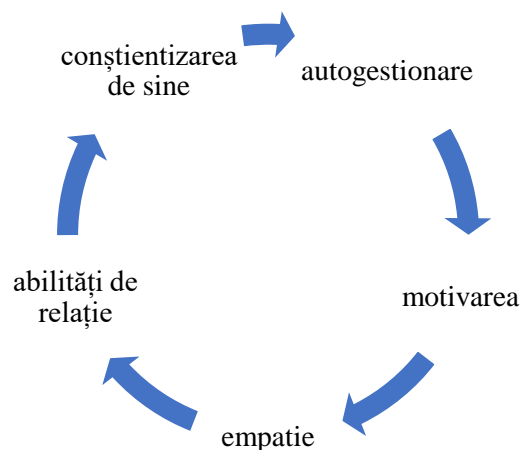 conștientizarea
de sine
autogestionare
motivarea
empatie
abilități de
relație